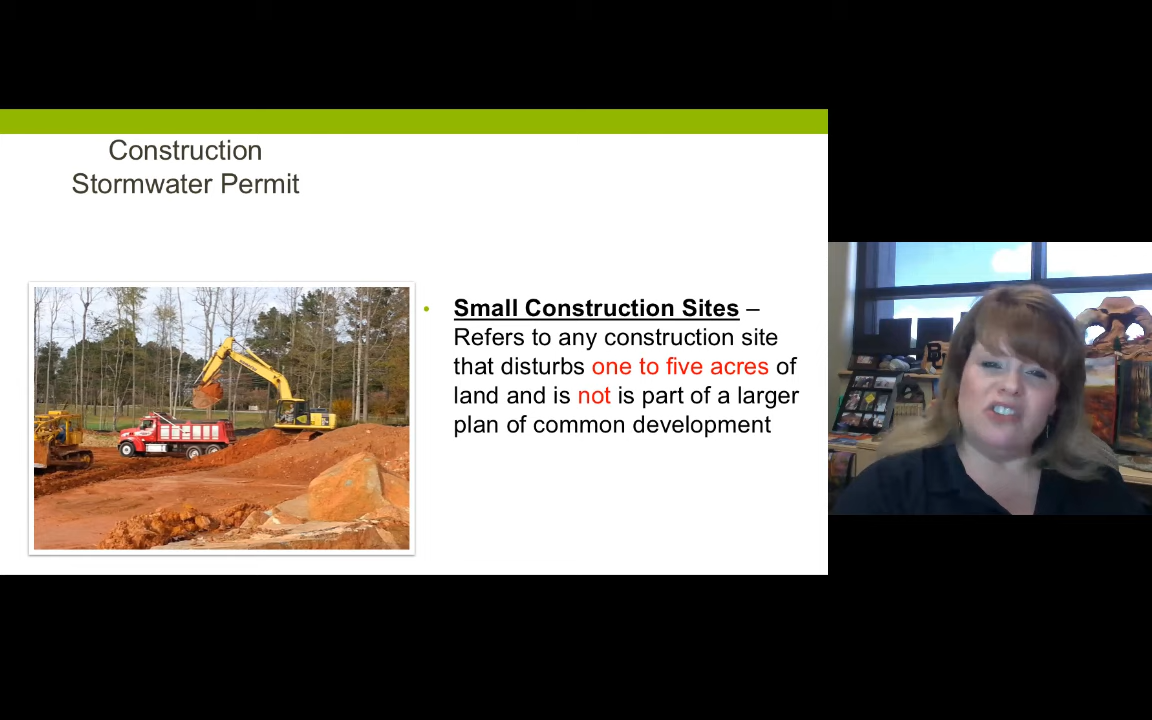 Construction
Stormwater Permit
• Small Construction Sites –
Refers to any construction site
that disturbs one to five acres of
land and is not is part of a larger
plan of common development